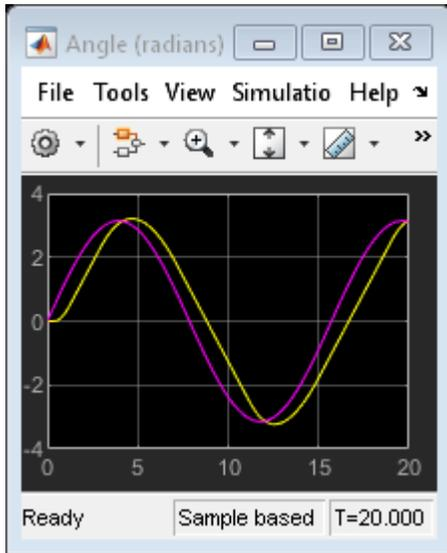 Angle (radians)
File Tools View Simulatio Help
4
2
0
-2
-4
0 5 10 15 20
Ready Sample based T=20.000